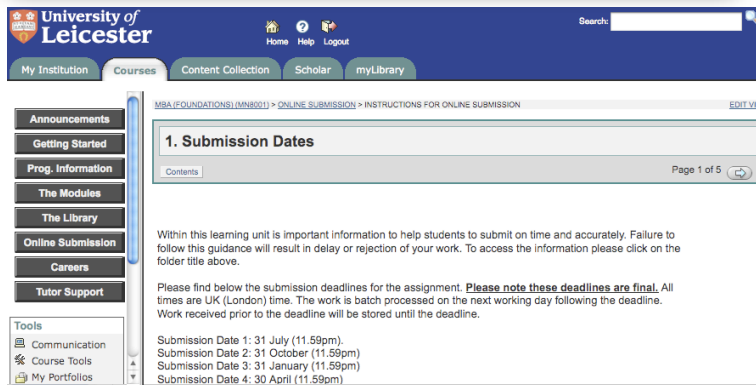 University of
Leicester
Home Help Logout
Search:
My Institution Courses Content Collection Scholar myLibrary
MBA (FOUNDATIONS) (MN8001) > ONLINE SUBMISSION > INSTRUCTIONS FOR ONLINE SUBMISSION
EDIT VI
Announcements
Getting Started
Prog. Information
The Modules
The Library
Online Submission
Careers
Tutor Support
Tools
Communication
Course Tools
My Portfolios
1. Submission Dates
Contents
Page 1 of 5
Within this learning unit is important information to help students to submit on time and accurately. Failure to
follow this guidance will result in delay or rejection of your work. To access the information please click on the
folder title above.
Please find below the submission deadlines for the assignment. Please note these deadlines are final. All
times are UK (London) time. The work is batch processed on the next working day following the deadline.
Work received prior to the deadline will be stored until the deadline.
Submission Date 1: 31 July (11.59pm).
Submission Date 2: 31 October (11.59pm)
Submission Date 3: 31 January (11.59pm)
Submission Date 4: 30 April (11.59pm)